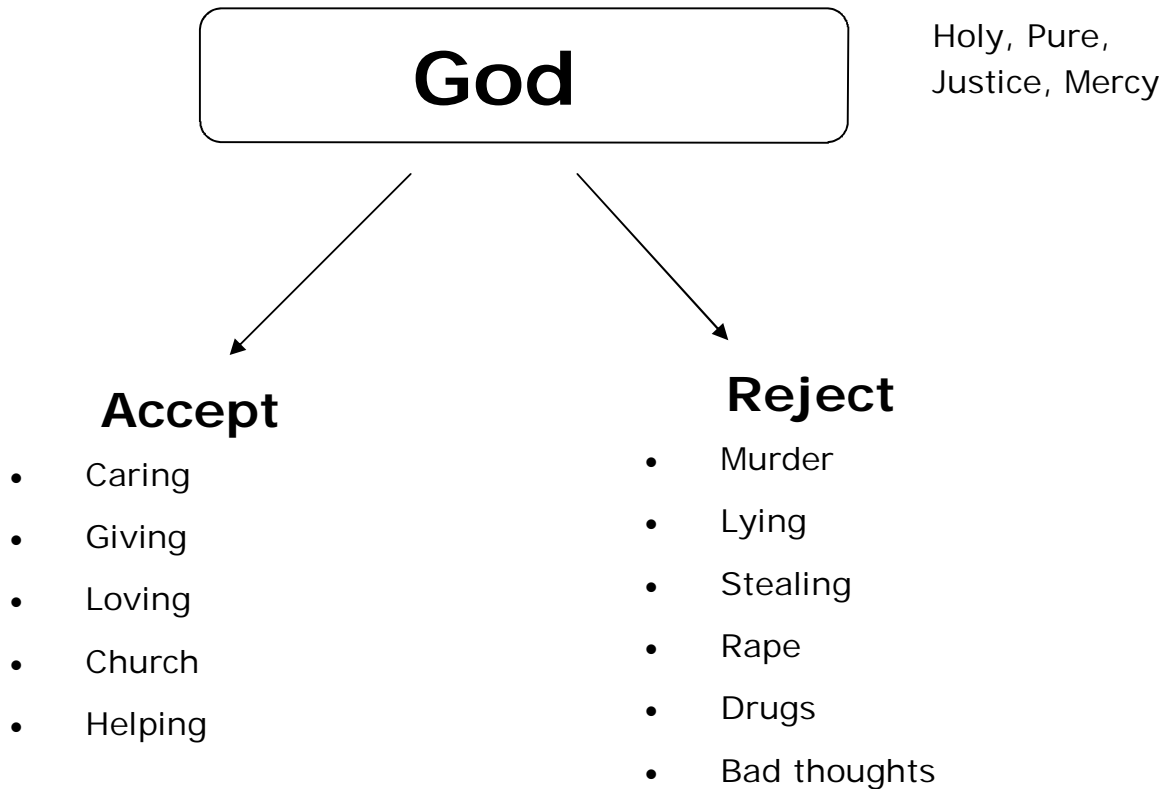 God
Holy, Pure,
Justice, Mercy
Accept
• Caring
• Giving
• Loving
• Church
• Helping
Reject
• Murder
• Lying
• Stealing
• Rape
• Drugs
• Bad thoughts